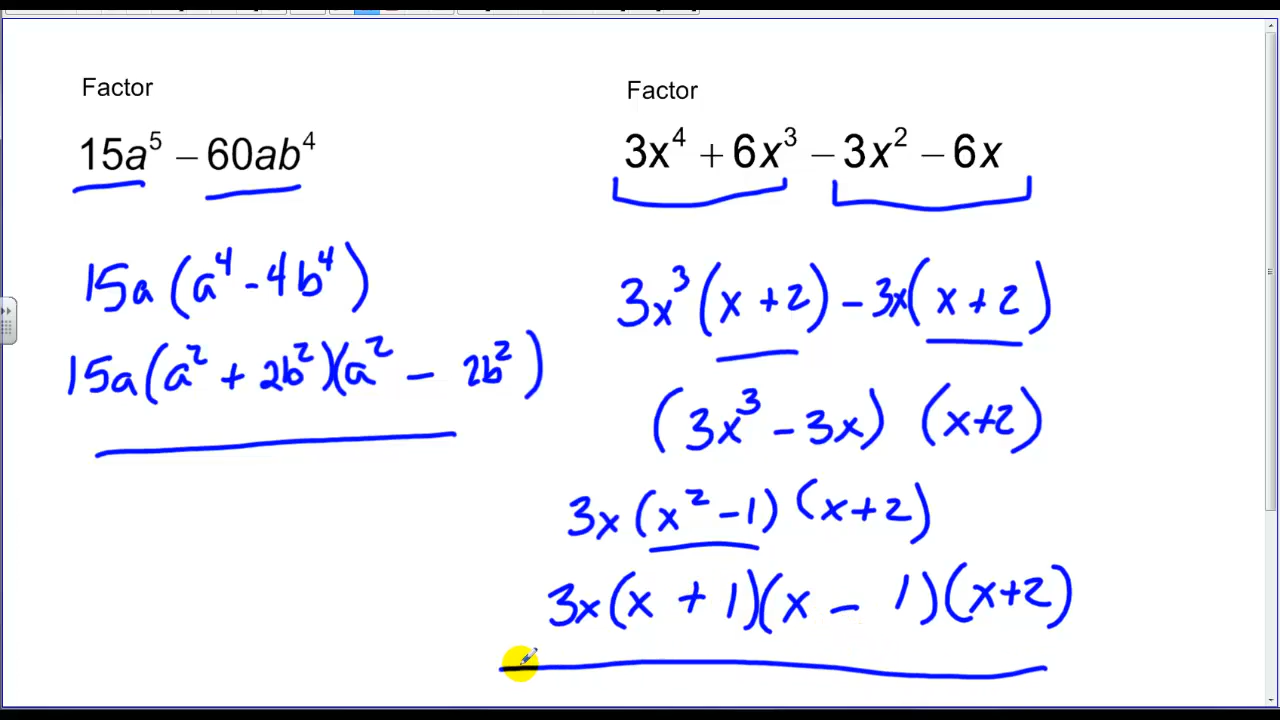 Factor
15a⁵ – 60ab⁴
15a(a⁴ - 4b⁴)
15a(a² + 2b²)(a² - 2b²)
Factor
3x⁴ + 6x³ – 3x² – 6x
3x³(x + 2) - 3x(x + 2)
(3x³ - 3x) (x+2)
3x(x² - 1)(x+2)
3x(x + 1)(x - 1)(x+2)